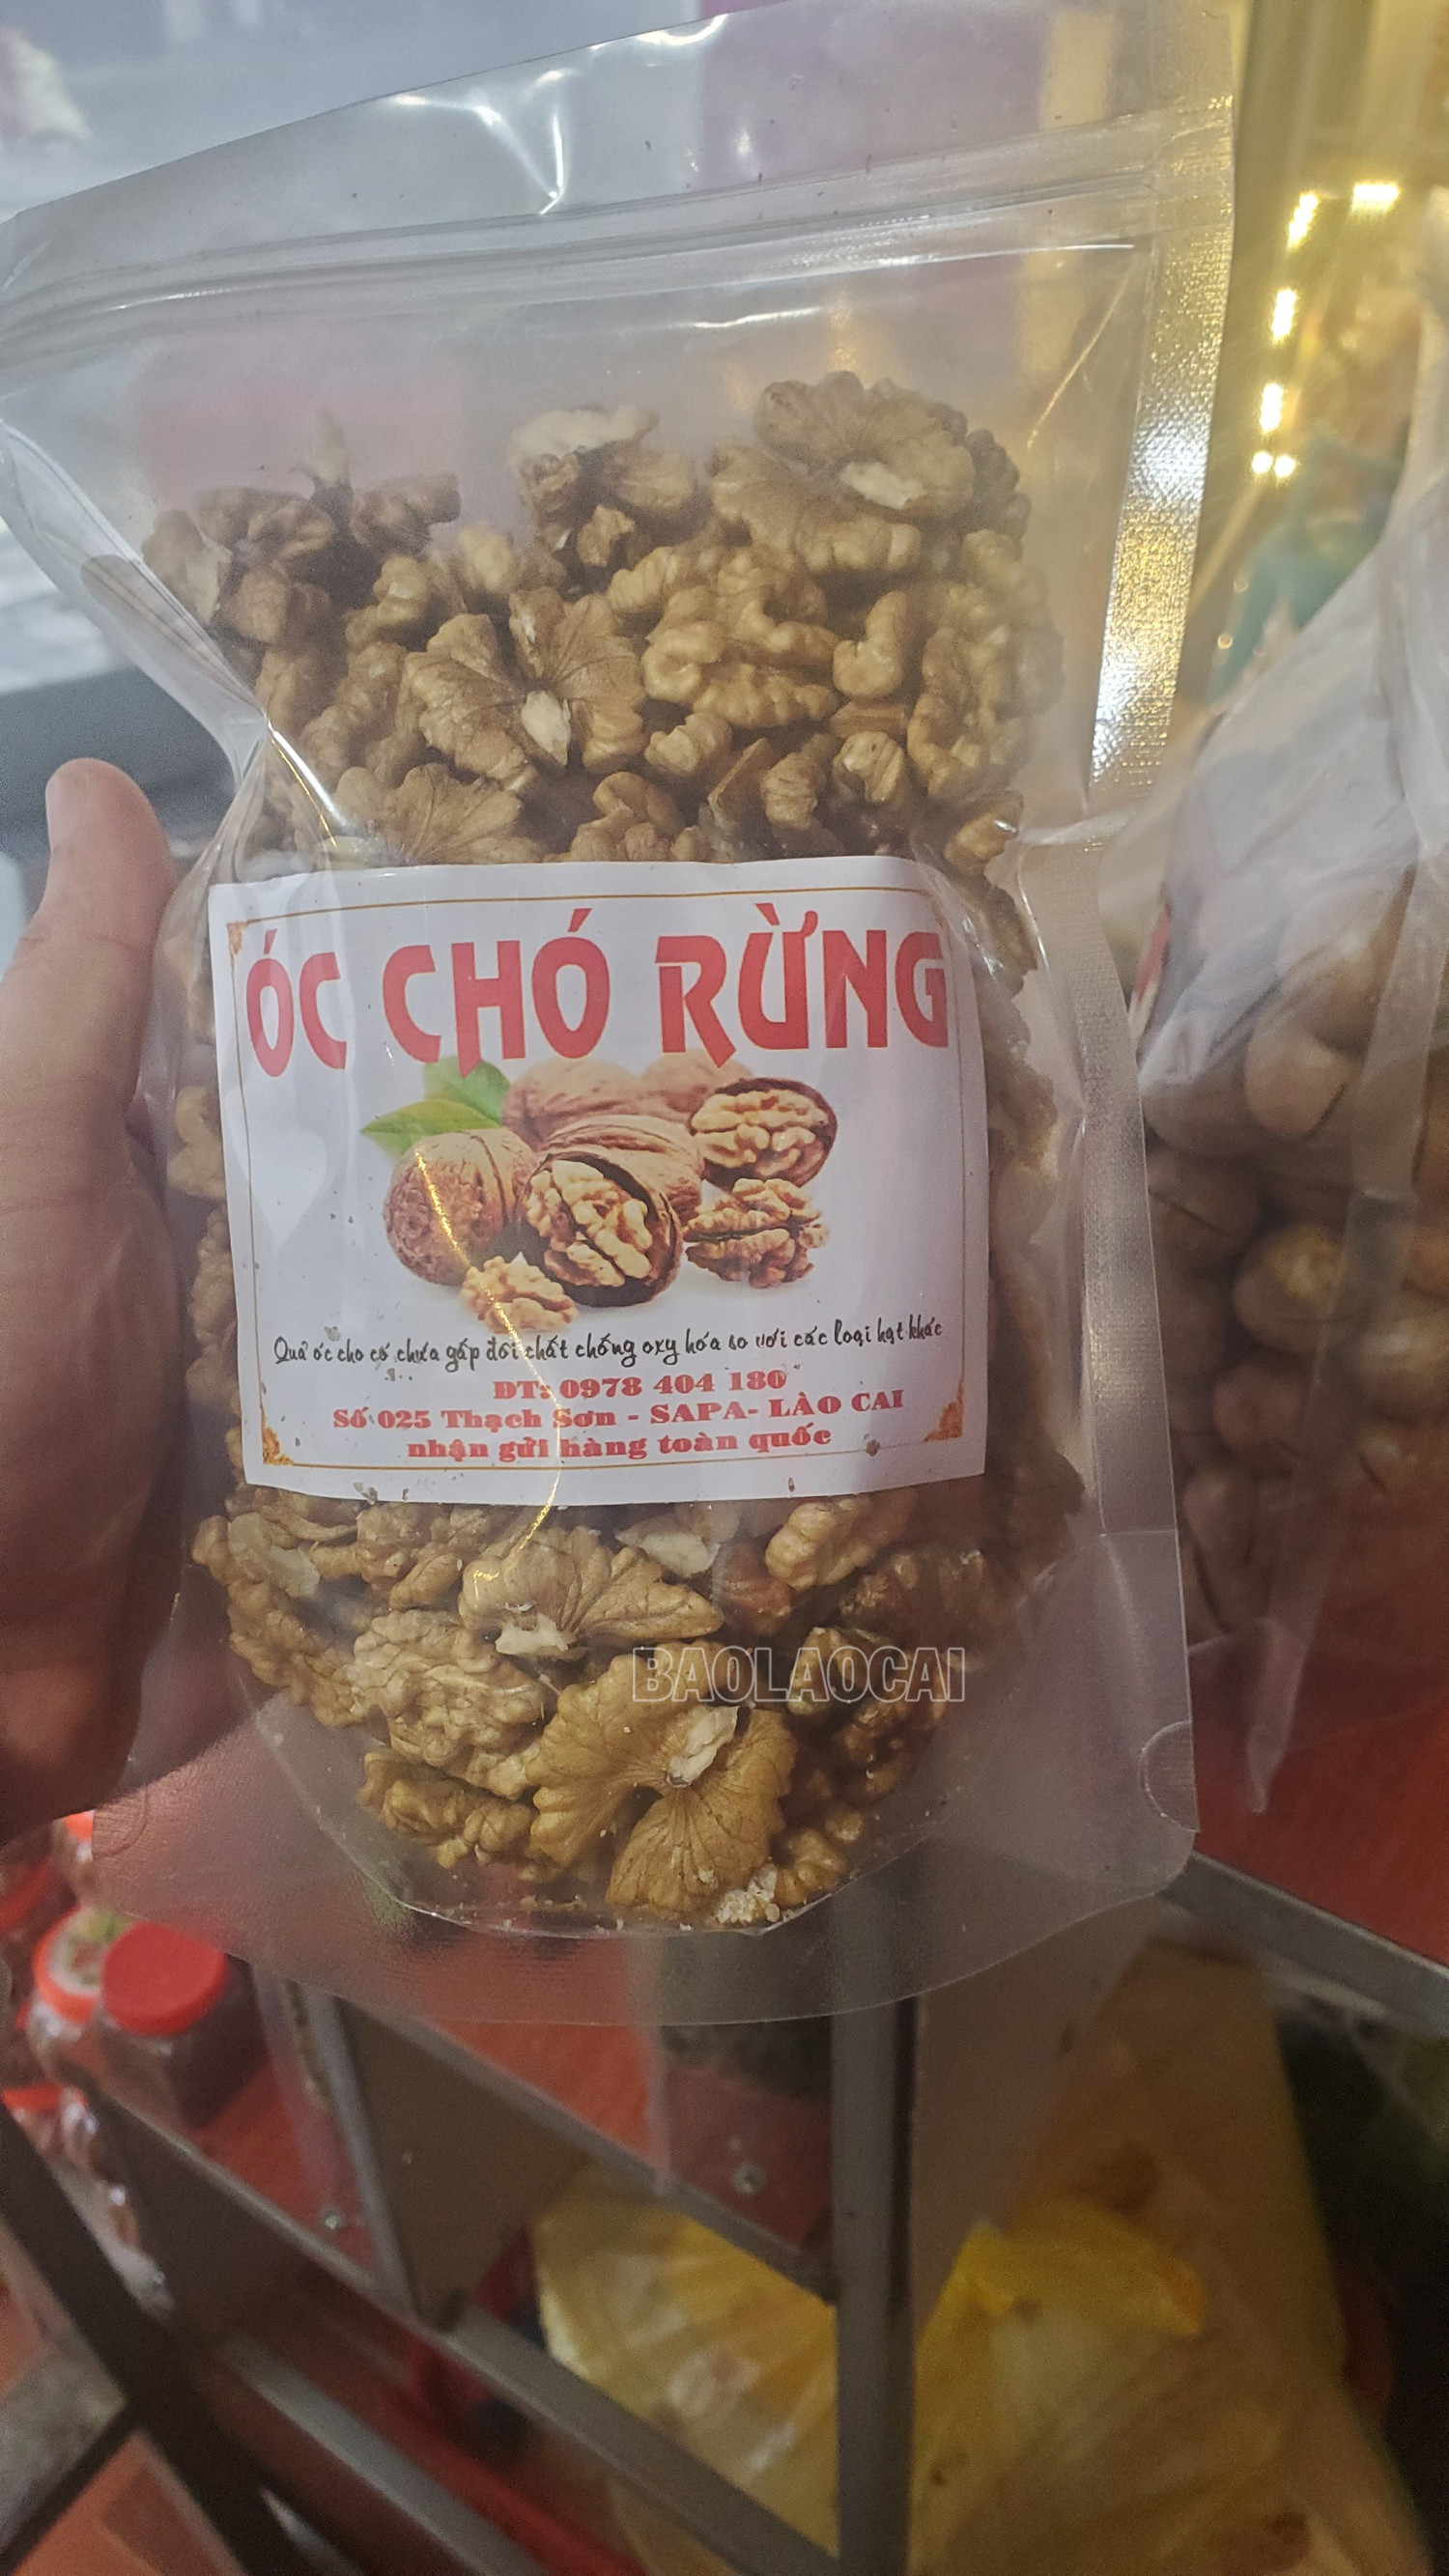 ÓC CHÓ RỪNG
Quả óc cho có chứa gấp đôi chất chống oxy hóa so với các loại hạt khác
ĐT: 0978 404 180
Số 025 Thạch Sơn - SAPA- LÀO CAI
nhận gửi hàng toàn quốc
BAOLAOCAI